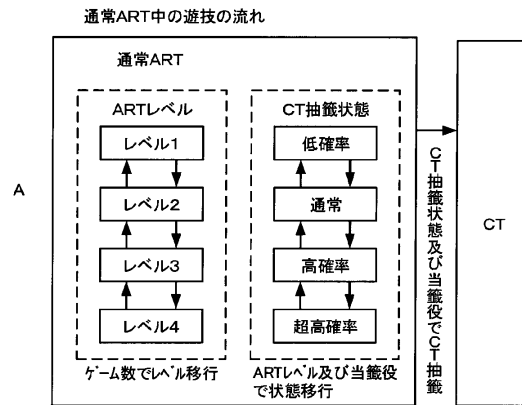 通常ART中の遊技の流れ
通常ART
A
ARTレベル
レベル1
レベル2
レベル3
レベル4
ゲーム数でレベル移行
CT抽籤状態
低確率
通常
高確率
超高確率
ARTレベル及び当籤役
で状態移行
CT抽籤状態及び当籤役でCT抽籤
CT